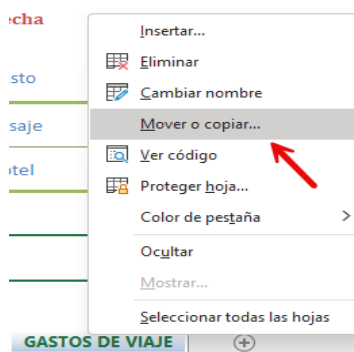 echa
Insertar...
Eliminar
sto
Cambiar nombre
saje
Mover o copiar...
Ver código
tel
Proteger hoja...
Color de pestaña
Ocultar
Mostrar...
Seleccionar todas las hojas
GASTOS DE VIAJE